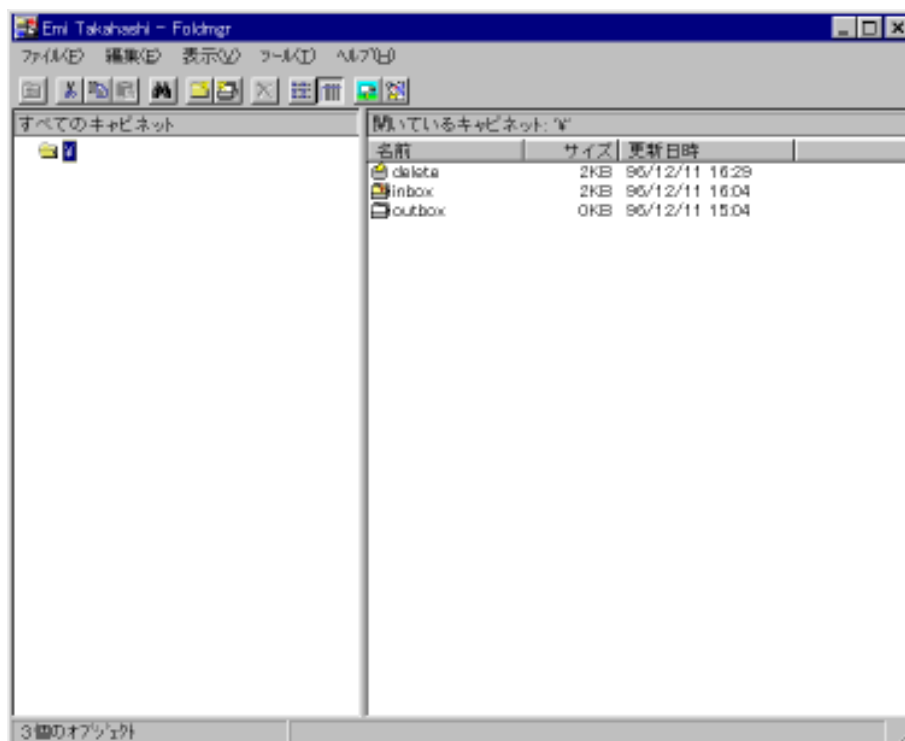 Emi Takahashi - Foldmgr
ファイル(F) 編集(E) 表示(V) ツール(T) ヘルプ(H)
すべてのキャビネット
¥
開いているキャビネット: '¥'
名前 サイズ 更新日時
delete 2KB 96/12/11 16:29
inbox 2KB 96/12/11 16:04
outbox 0KB 96/12/11 15:04
3個のオブジェクト